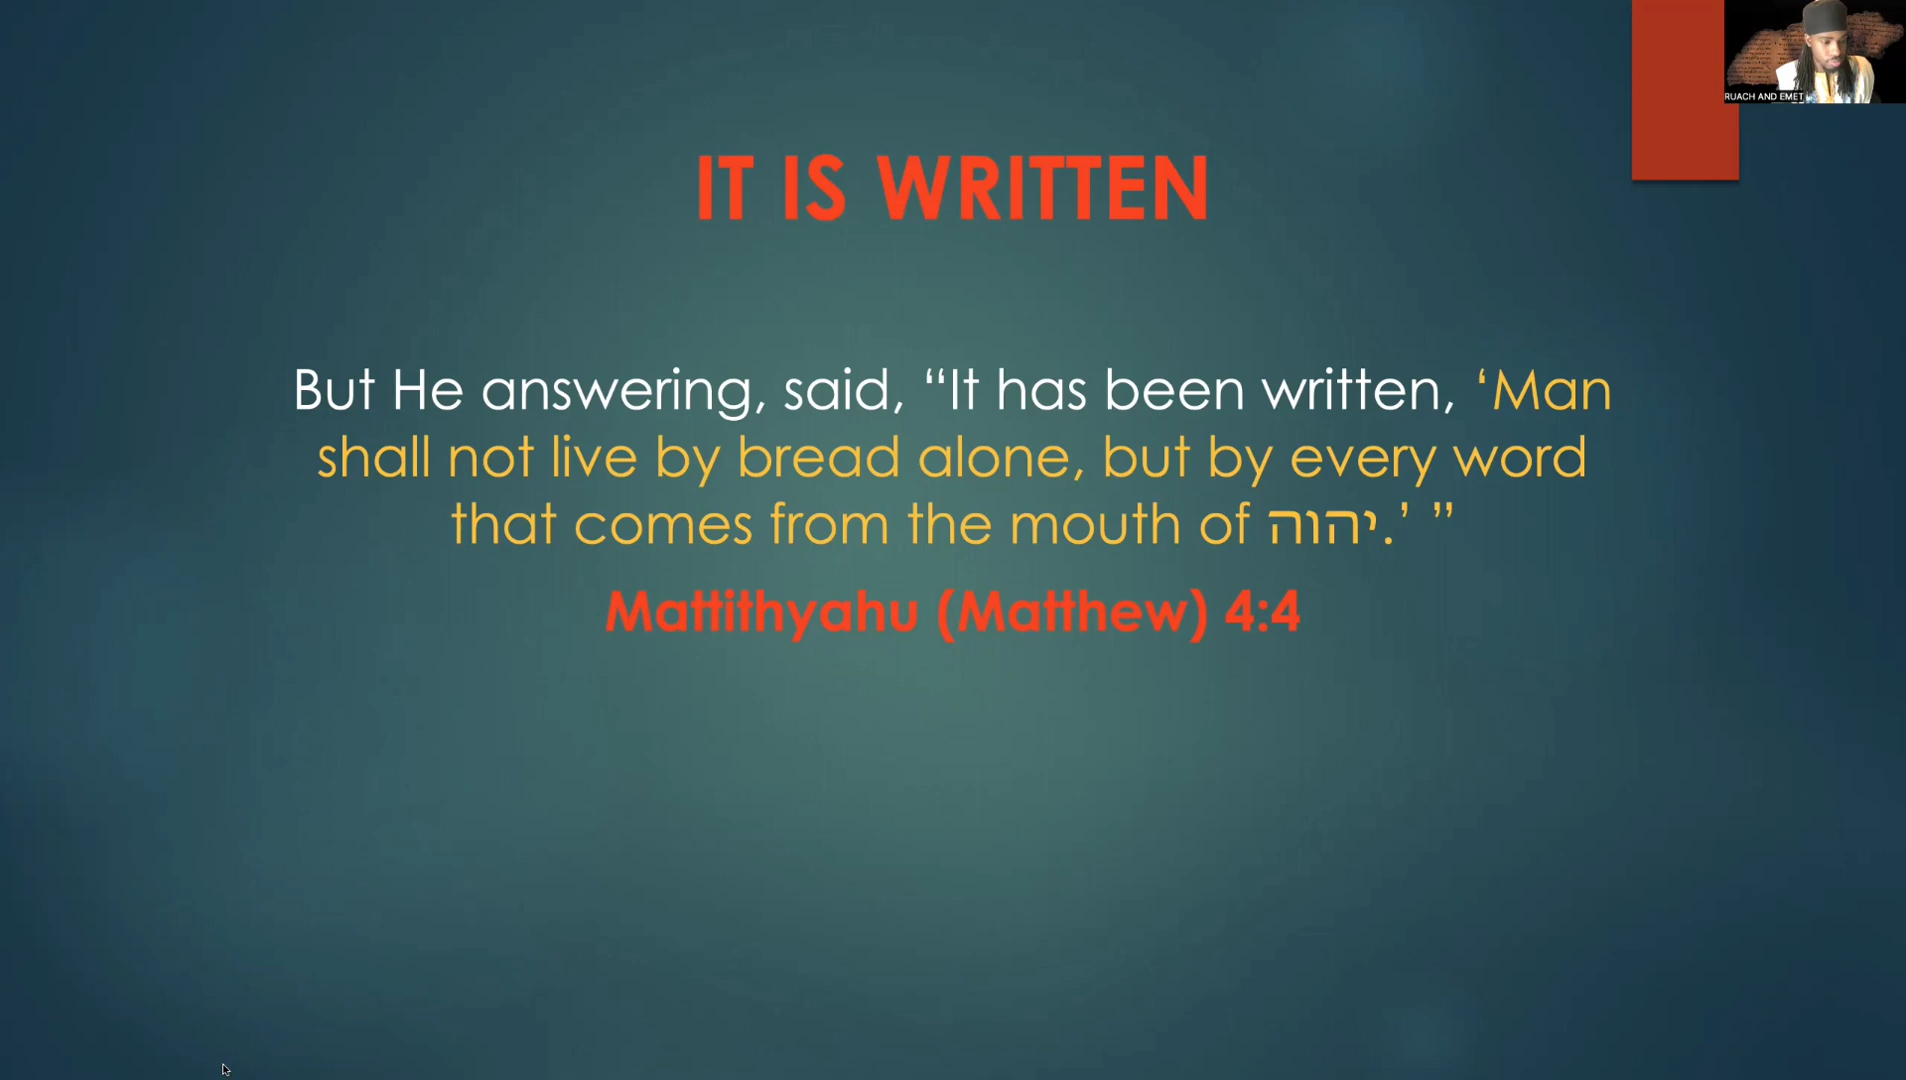 RUACH AND EMET
IT IS WRITTEN
But He answering, said, “It has been written, ‘Man
shall not live by bread alone, but by every word
that comes from the mouth of יהוה.’ ”
Mattithyahu (Matthew) 4:4